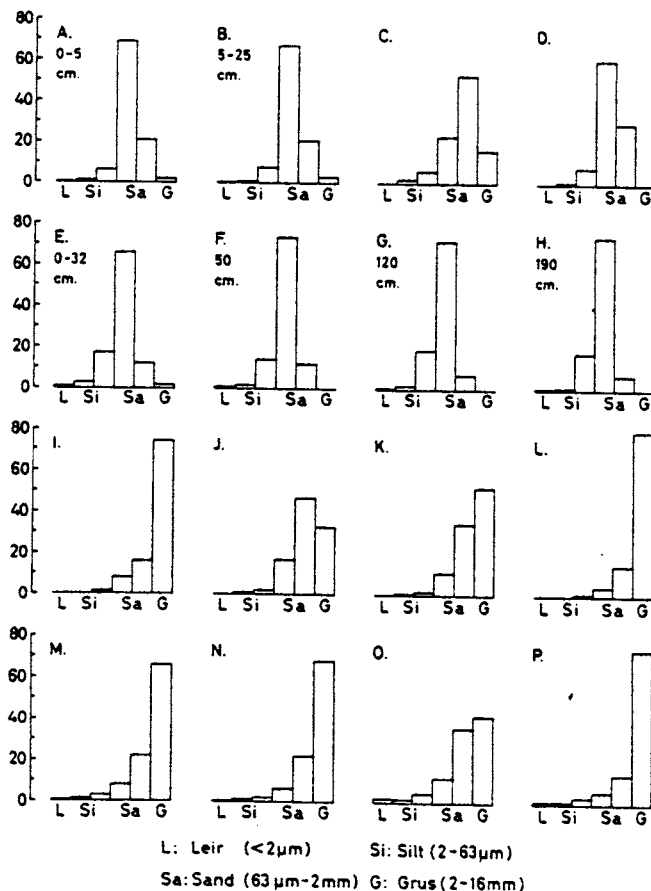 80
60
40
20
0
A.
0-5
cm.
B.
5-25
cm.
C.
D.
L Si Sa G
L Si Sa G
L Si Sa G
L Si Sa G
80
60
40
20
0
E.
0-32
cm.
F.
50
cm.
G.
120
cm.
H.
190
cm.
L Si Sa G
L Si Sa G
L Si Sa G
L Si Sa G
80
60
40
20
0
I.
J.
K.
L.
L Si Sa G
L Si Sa G
L Si Sa G
L Si Sa G
80
60
40
20
0
M.
N.
O.
P.
L Si Sa G
L Si Sa G
L Si Sa G
L Si Sa G
L: Leir (<2µm) Si: Silt (2-63µm)
Sa: Sand (63µm-2mm) G: Grus (2-16mm)